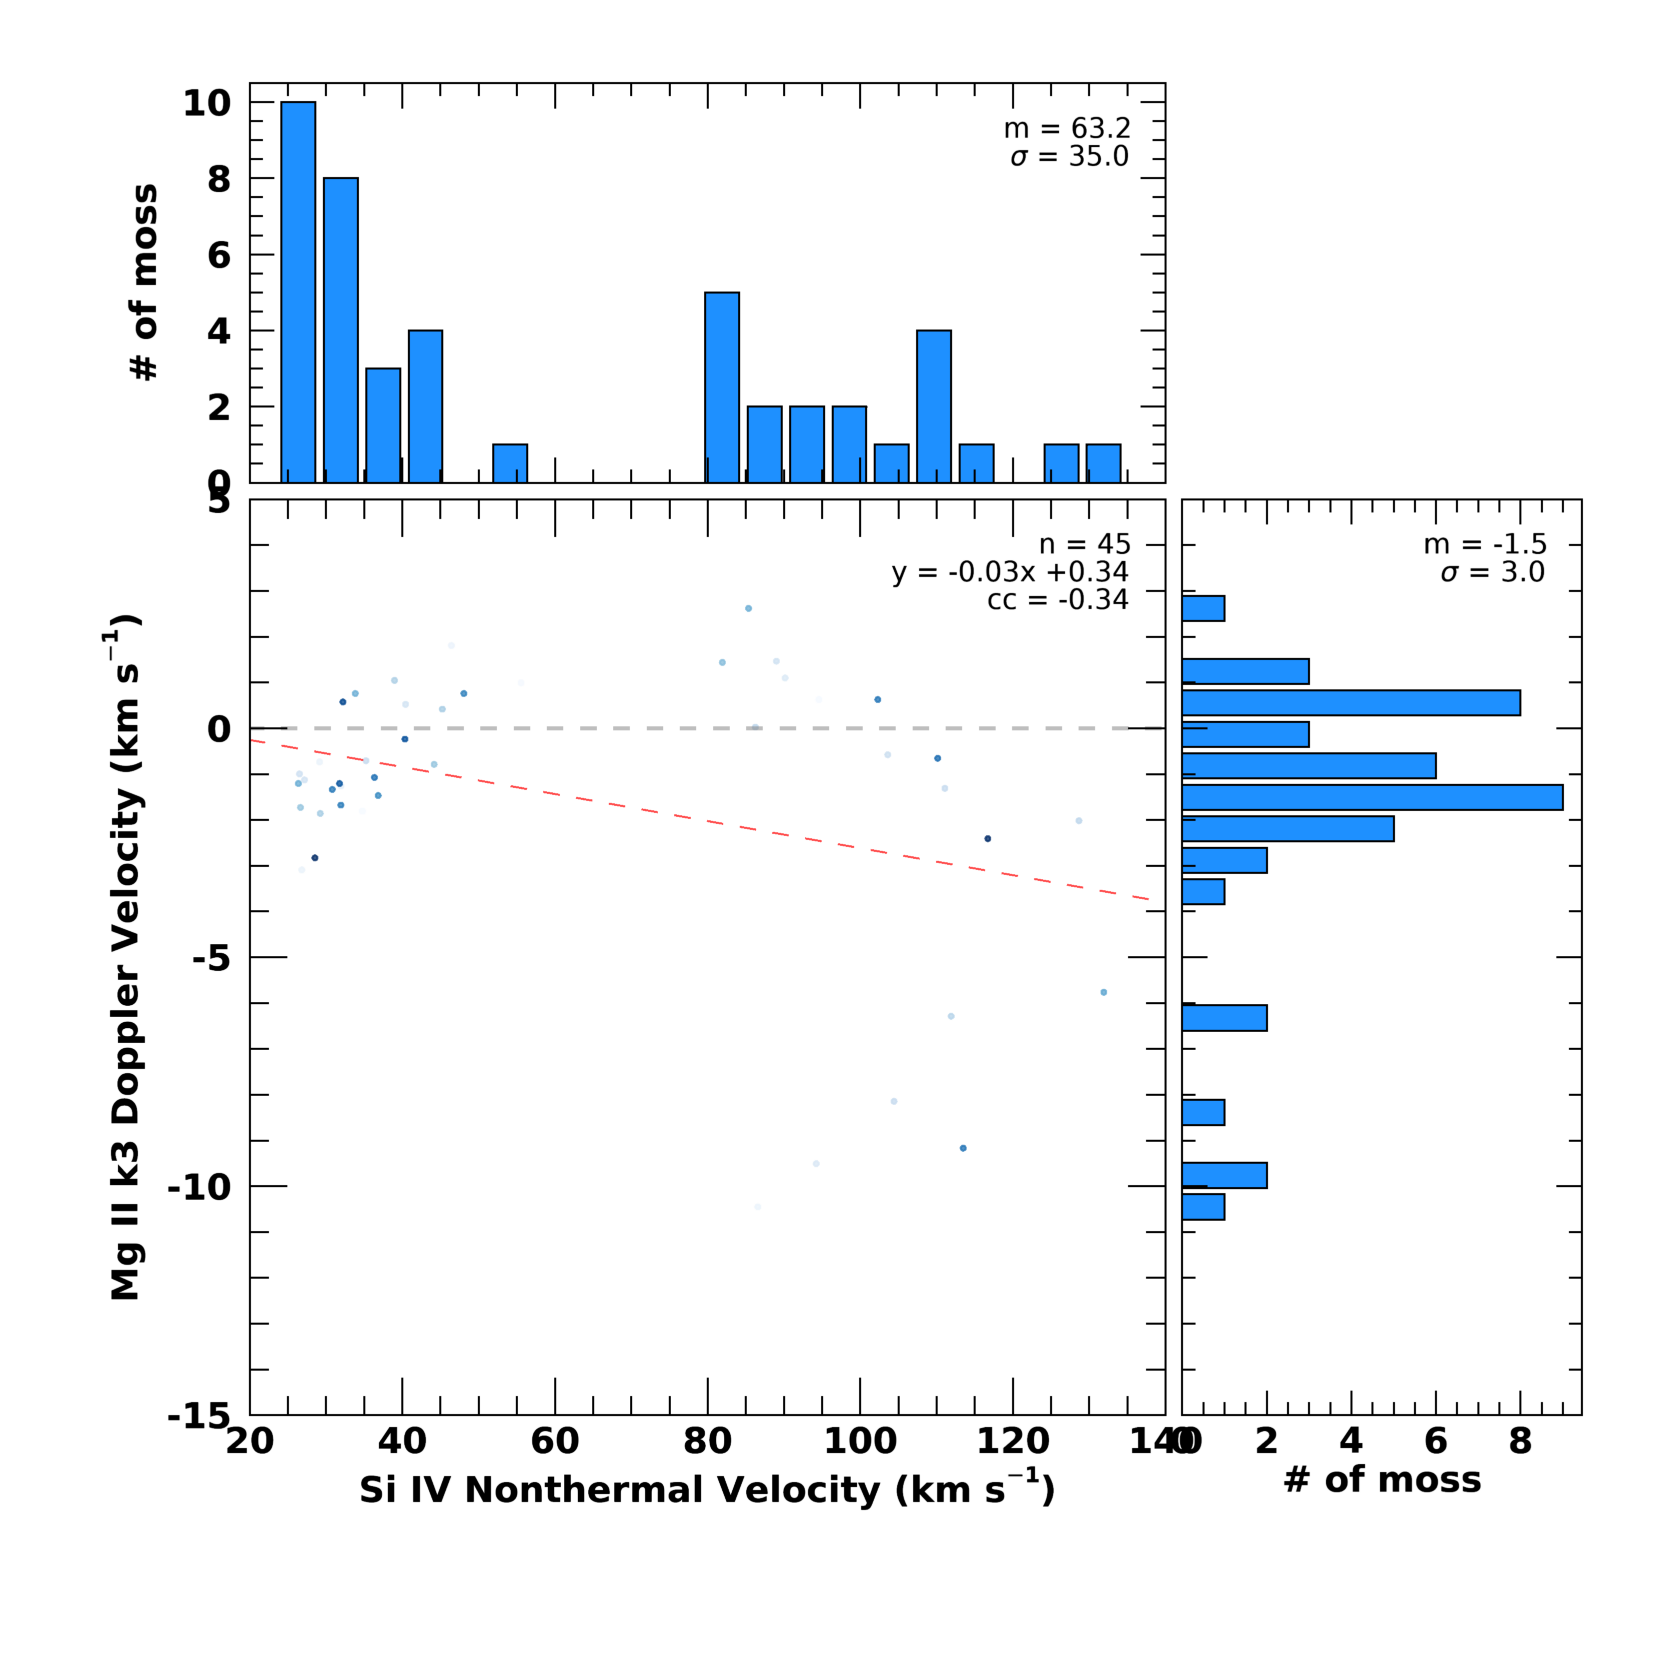 10
8
6
4
2
0
# of moss
m = 63.2
σ = 35.0
5
0
-5
-10
-15
Mg II k3 Doppler Velocity (km s⁻¹)
n = 45
y = -0.03x +0.34
cc = -0.34
m = -1.5
σ = 3.0
20 40 60 80 100 120 140
Si IV Nonthermal Velocity (km s⁻¹)
0 2 4 6 8
# of moss